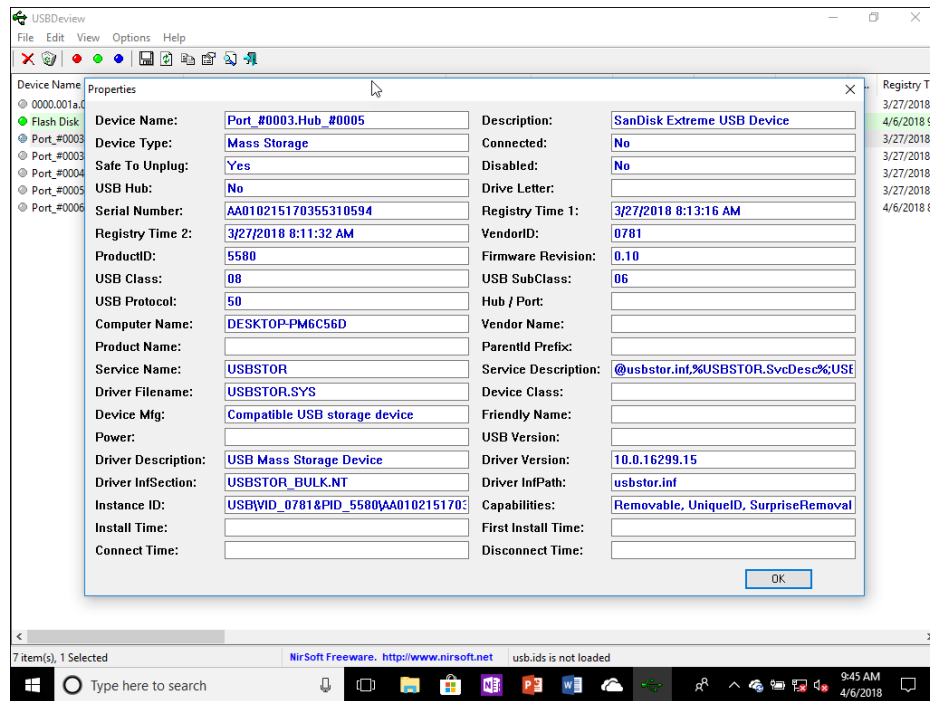 USBDeview
File Edit View Options Help
Device Name Registry T
Properties
0000.001a.0 3/27/2018
Flash Disk 4/6/2018 9
Port_#0003 3/27/2018
Port_#0003 3/27/2018
Port_#0004 3/27/2018
Port_#0005 3/27/2018
Port_#0006 4/6/2018 8
Device Name: Port_#0003.Hub_#0005 Description: SanDisk Extreme USB Device
Device Type: Mass Storage Connected: No
Safe To Unplug: Yes Disabled: No
USB Hub: No Drive Letter:
Serial Number: AA010215170355310594 Registry Time 1: 3/27/2018 8:13:16 AM
Registry Time 2: 3/27/2018 8:11:32 AM VendorID: 0781
ProductID: 5580 Firmware Revision: 0.10
USB Class: 08 USB SubClass: 06
USB Protocol: 50 Hub / Port:
Computer Name: DESKTOP-PM6C56D Vendor Name:
Product Name: ParentId Prefix:
Service Name: USBSTOR Service Description: @usbstor.inf,%USBSTOR.SvcDesc%;USE
Driver Filename: USBSTOR.SYS Device Class:
Device Mfg: Compatible USB storage device Friendly Name:
Power: USB Version:
Driver Description: USB Mass Storage Device Driver Version: 10.0.16299.15
Driver InfSection: USBSTOR_BULK.NT Driver InfPath: usbstor.inf
Instance ID: USB\VID_0781&PID_5580\AA010215170: Capabilities: Removable, UniqueID, SurpriseRemoval
Install Time: First Install Time:
Connect Time: Disconnect Time:
OK
7 item(s), 1 Selected NirSoft Freeware. http://www.nirsoft.net usb.ids is not loaded
Type here to search 9:45 AM
4/6/2018